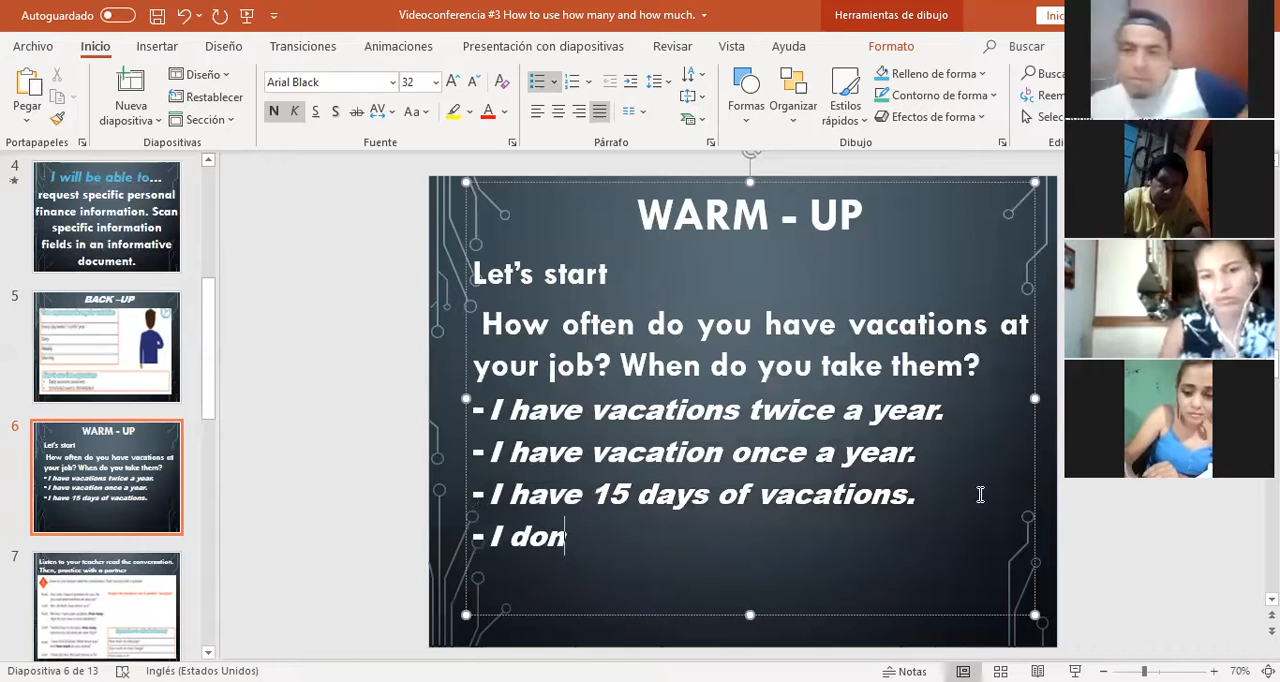 Autoguardado
Videoconferencia #3 How to use how many and how much.
Herramientas de dibujo
Inic
Archivo Inicio Insertar Diseño Transiciones Animaciones Presentación con diapositivas Revisar Vista Ayuda Formato Buscar
Pegar
Portapapeles
Nueva
diapositiva
Diseño
Restablecer
Sección
Diapositivas
Arial Black 32
N K S S ab AV Aa A
Fuente
Párrafo
Formas Organizar Estilos
rápidos
Relleno de forma
Contorno de forma
Efectos de forma
Dibujo
Busca
Reem
Selecci
Edi
4
I will be able to...
request specific personal
finance information. Scan
specific information
fields in an informative
document.
5
BACK -UP
6
WARM - UP
Let's start
How often do you have vacations at
your job? When do you take them?
- I have vacations twice a year.
- I have vacation once a year.
- I have 15 days of vacations.
7
Listen to your teacher read the conversation.
Then, practice with a partner
WARM - UP
Let's start
How often do you have vacations at
your job? When do you take them?
- I have vacations twice a year.
- I have vacation once a year.
- I have 15 days of vacations.
- I don
Diapositiva 6 de 13 Inglés (Estados Unidos) Notas 70%